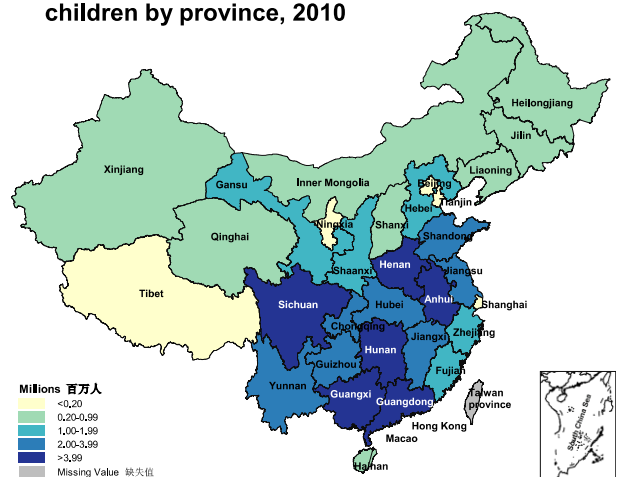 children by province, 2010
Heilongjiang
Jilin
Liaoning
Xinjiang
Gansu
Inner Mongolia
Beijing
Tianjin
Hebei
Ningxia
Shanxi
Qinghai
Shandong
Shaanxi
Henan
Jiangsu
Tibet
Sichuan
Anhui
Shanghai
Hubei
Chongqing
Zhejiang
Jiangxi
Hunan
Guizhou
Fujian
Yunnan
Guangxi
Guangdong
Taiwan
province
Hong Kong
Macao
Hainan
South China Sea
Millions 百万人
<0.20
0.20-0.99
1.00-1.99
2.00-3.99
>3.99
Missing Value 缺失值